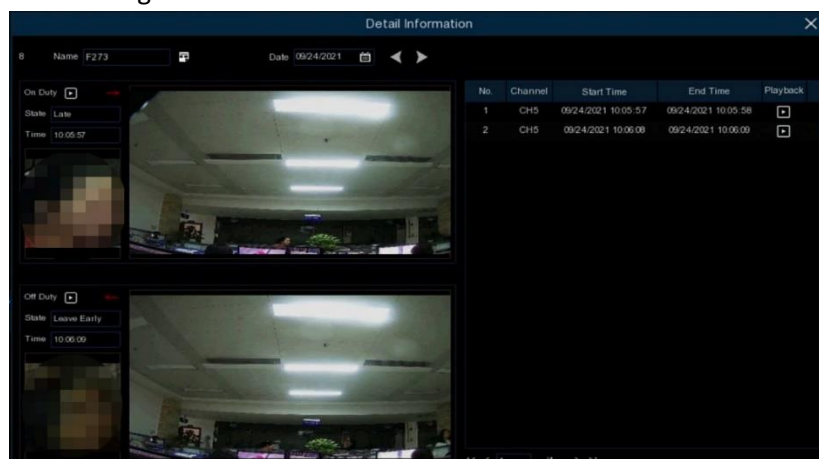 Detail Information
8 Name F273 Date 09/24/2021
On Duty
State Late
Time 10:05:57
No. Channel Start Time End Time Playback
1 CH5 09/24/2021 10:05:57 09/24/2021 10:05:58
2 CH5 09/24/2021 10:06:08 09/24/2021 10:06:09
Off Duty
State Leave Early
Time 10:06:09